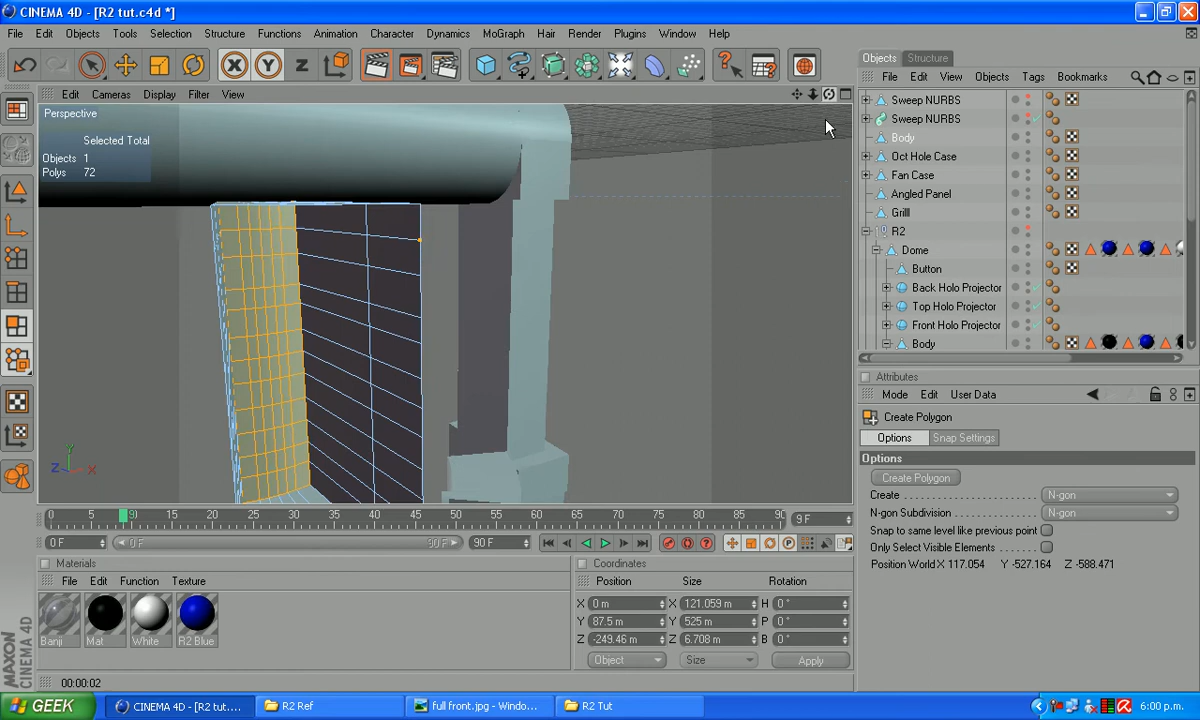 CINEMA 4D - [R2 tut.c4d *]
File Edit Objects Tools Selection Structure Functions Animation Character Dynamics MoGraph Hair Render Plugins Window Help
X Y Z
Edit Cameras Display Filter View
Perspective
Selected Total
Objects 1
Polys 72
Y
Z X
Objects Structure
File Edit View Objects Tags Bookmarks
Sweep NURBS
Sweep NURBS
Body
Oct Hole Case
Fan Case
Angled Panel
Grill
R2
Dome
Button
Back Holo Projector
Top Holo Projector
Front Holo Projector
Body
Attributes
Mode Edit User Data
Create Polygon
Options Snap Settings
Options
Create Polygon
Create N-gon
N-gon Subdivision N-gon
Snap to same level like previous point
Only Select Visible Elements
Position World X 117.054 Y -527.164 Z -588.471
0 5 9 15 20 25 30 35 40 45 50 55 60 65 70 75 80 85 90 9 F
0 F 0 F 90 F 90 F
Materials
File Edit Function Texture
Banji Mat White R2 Blue
Coordinates
Position Size Rotation
X 0 m X 121.059 m H 0 °
Y 87.5 m Y 525 m P 0 °
Z -249.46 m Z 6.708 m B 0 °
Object Size Apply
MAXON
CINEMA 4D
00:00:02
GEEK CINEMA 4D - [R2 tut.... R2 Ref full front.jpg - Windo... R2 Tut 6:00 p.m.